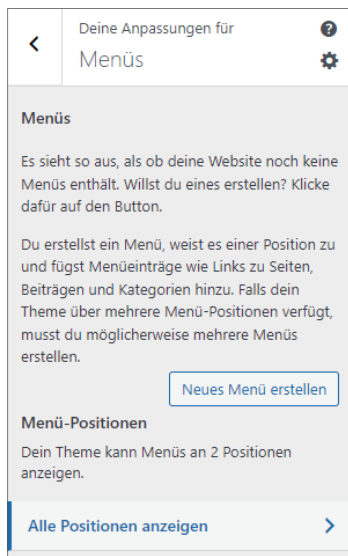 Deine Anpassungen für
Menüs
Menüs
Es sieht so aus, als ob deine Website noch keine
Menüs enthält. Willst du eines erstellen? Klicke
dafür auf den Button.
Du erstellst ein Menü, weist es einer Position zu
und fügst Menüeinträge wie Links zu Seiten,
Beiträgen und Kategorien hinzu. Falls dein
Theme über mehrere Menü-Positionen verfügt,
musst du möglicherweise mehrere Menüs
erstellen.
Neues Menü erstellen
Menü-Positionen
Dein Theme kann Menüs an 2 Positionen
anzeigen.
Alle Positionen anzeigen